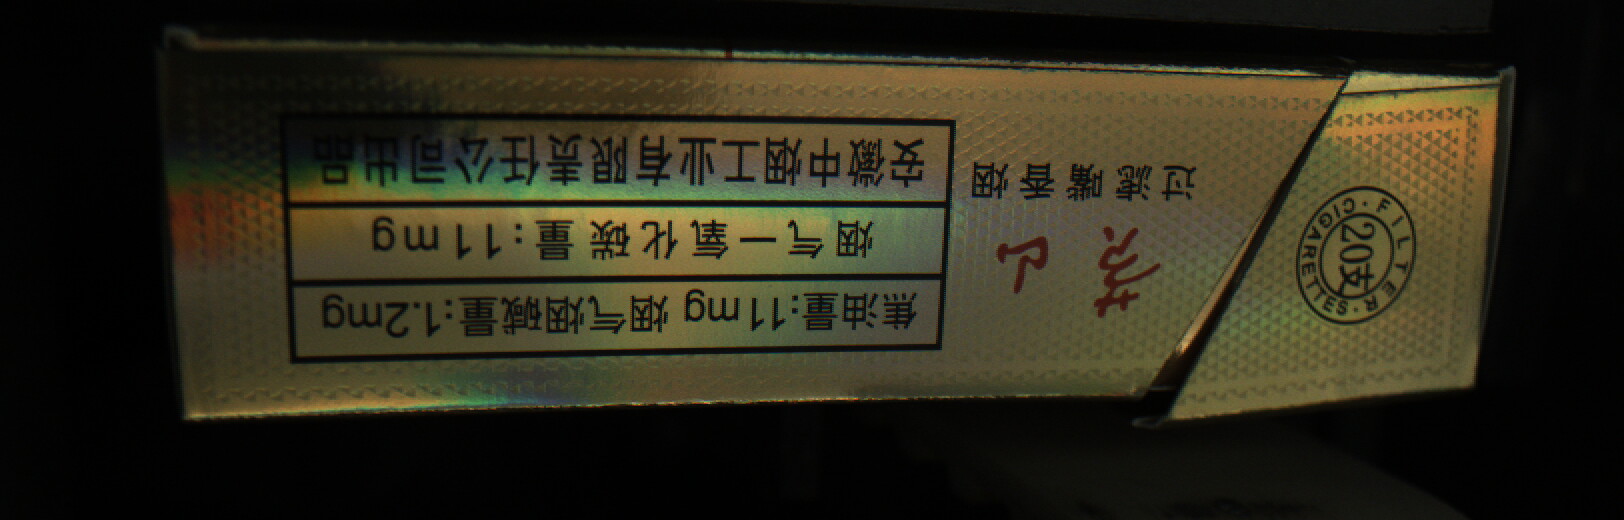 FILTER·CIGARETTES·
20支
黄山
过滤嘴香烟
焦油量:11mg 烟气烟碱量:1.2mg
烟气一氧化碳量:11mg
安徽中烟工业有限责任公司出品